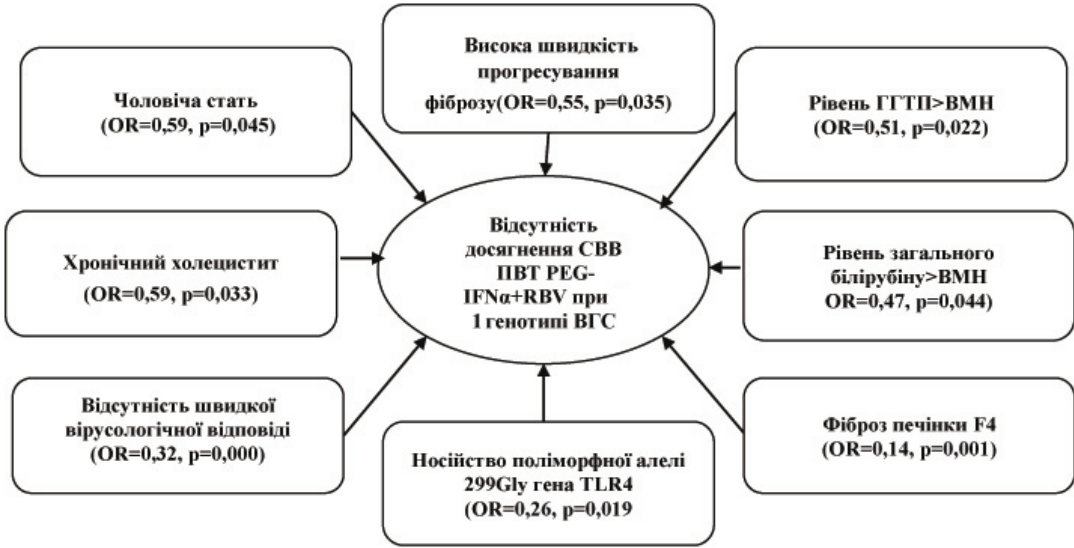 Висока швидкість
прогресування
фіброзу(OR=0,55, p=0,035)
Чоловіча стать
(OR=0,59, p=0,045)
Рівень ГГТП>ВМН
(OR=0,51, p=0,022)
Хронічний холецистит
(OR=0,59, p=0,033)
Відсутність
досягнення СВВ
ПВТ PEG-
IFNα+RBV при
1 генотипі ВГС
Рівень загального
білірубіну>ВМН
OR=0,47, p=0,044)
Відсутність швидкої
вірусологічної відповіді
(OR=0,32, p=0,000)
Носійство поліморфної алелі
299Gly гена TLR4
(OR=0,26, p=0,019
Фіброз печінки F4
(OR=0,14, p=0,001)